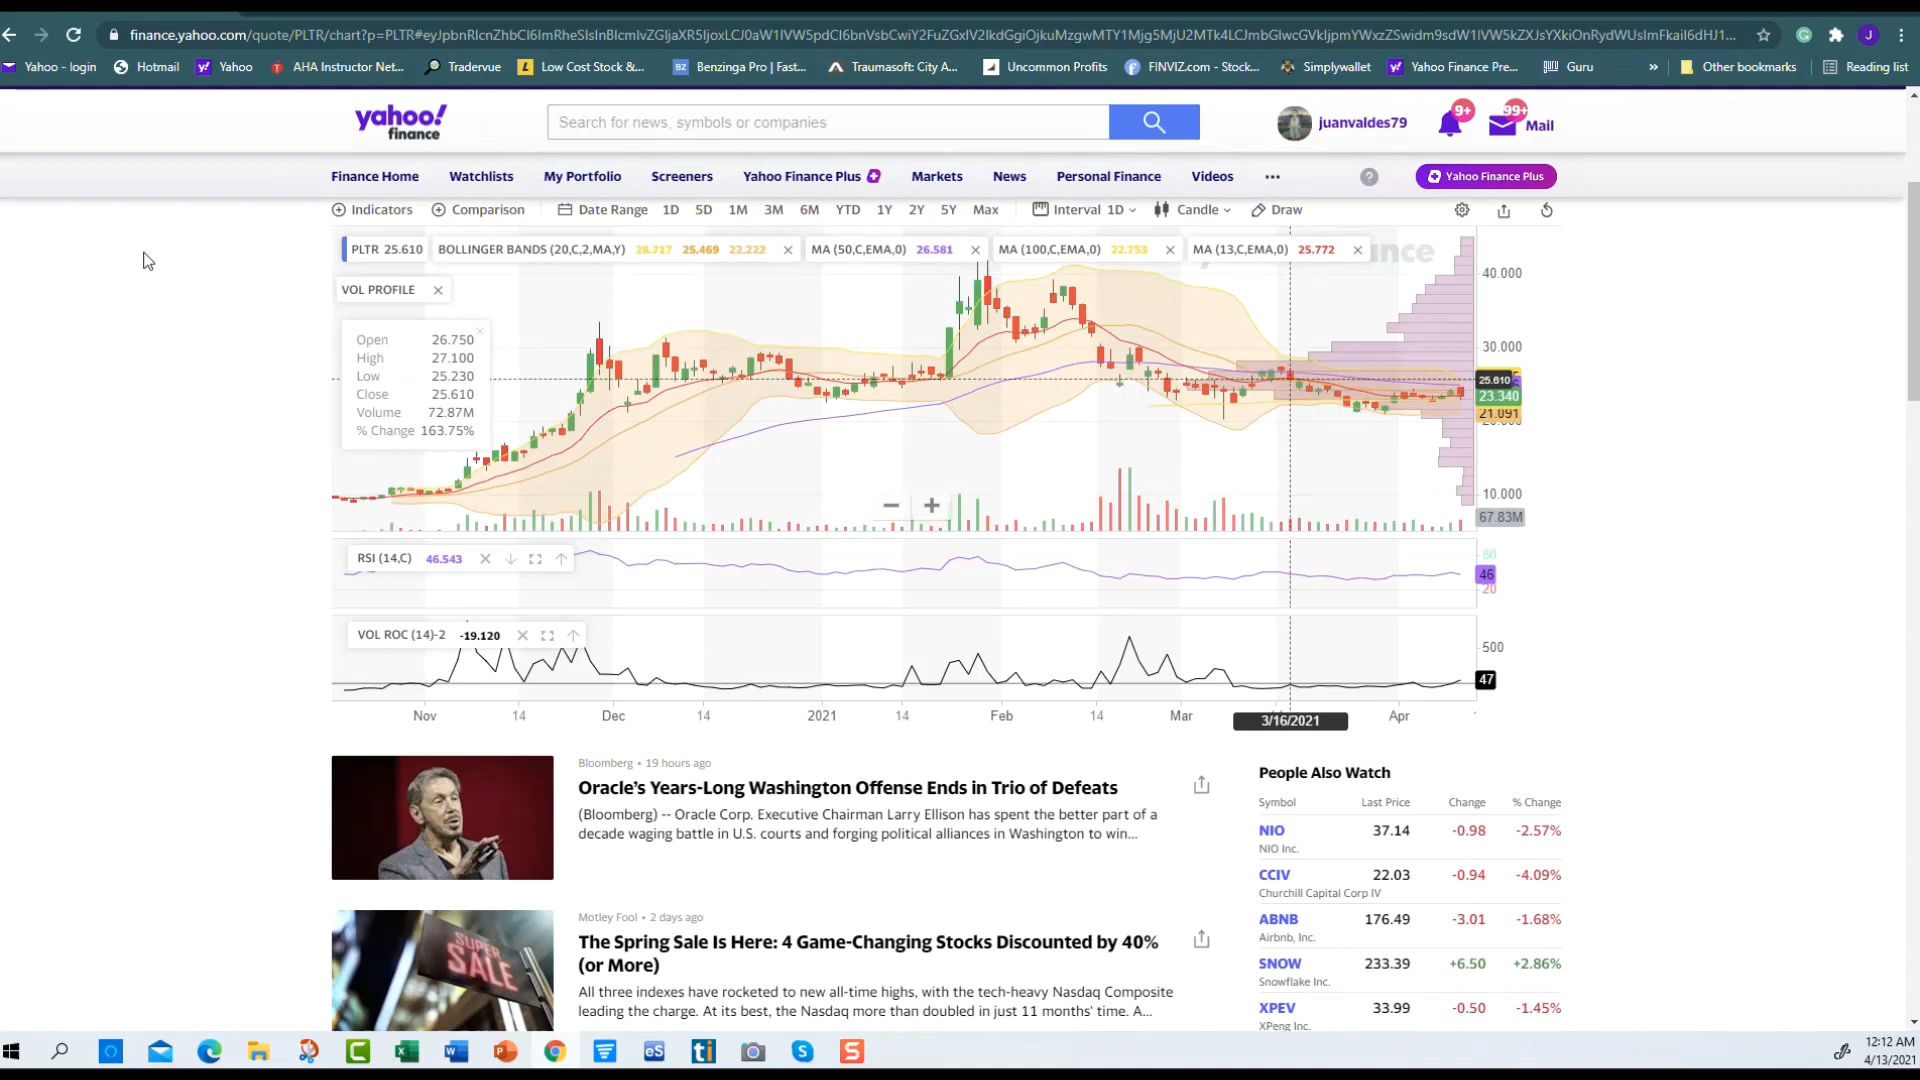 finance.yahoo.com/quote/PLTR/chart?p=PLTR#
Yahoo - login
Hotmail
Yahoo
AHA Instructor Net...
Tradervue
Low Cost Stock &...
Benzinga Pro | Fast...
Traumasoft: City A...
Uncommon Profits
FINVIZ.com - Stock...
Simplywallet
Yahoo Finance Pre...
Guru
»
Other bookmarks
Reading list
yahoo!
finance
Search for news, symbols or companies
juanvaldes79
9+
99+
Mail
Finance Home
Watchlists
My Portfolio
Screeners
Yahoo Finance Plus
Markets
News
Personal Finance
Videos
Yahoo Finance Plus
Indicators
Comparison
Date Range
1D
5D
1M
3M
6M
YTD
1Y
2Y
5Y
Max
Interval 1D
Candle
Draw
PLTR 25.610
BOLLINGER BANDS (20,C,2,MA,Y) 28.717 25.469 22.222
MA (50,C,EMA,0) 26.581
MA (100,C,EMA,0) 22.753
MA (13,C,EMA,0) 25.772
VOL PROFILE
Open 26.750
High 27.100
Low 25.230
Close 25.610
Volume 72.87M
% Change 163.75%
40.000
30.000
25.610
23.340
21.091
10.000
67.83M
RSI (14,C) 46.543
80
46
20
VOL ROC (14)-2 -19.120
500
47
Nov
14
Dec
14
2021
14
Feb
14
Mar
3/16/2021
Apr
Bloomberg • 19 hours ago
Oracle's Years-Long Washington Offense Ends in Trio of Defeats
(Bloomberg) -- Oracle Corp. Executive Chairman Larry Ellison has spent the better part of a
decade waging battle in U.S. courts and forging political alliances in Washington to win...
SUPER
SALE
Motley Fool • 2 days ago
The Spring Sale Is Here: 4 Game-Changing Stocks Discounted by 40%
(or More)
All three indexes have rocketed to new all-time highs, with the tech-heavy Nasdaq Composite
leading the charge. At its best, the Nasdaq more than doubled in just 11 months' time. A...
People Also Watch
Symbol Last Price Change % Change
NIO 37.14 -0.98 -2.57%
NIO Inc.
CCIV 22.03 -0.94 -4.09%
Churchill Capital Corp IV
ABNB 176.49 -3.01 -1.68%
Airbnb, Inc.
SNOW 233.39 +6.50 +2.86%
Snowflake Inc.
XPEV 33.99 -0.50 -1.45%
XPeng Inc.
12:12 AM
4/13/2021